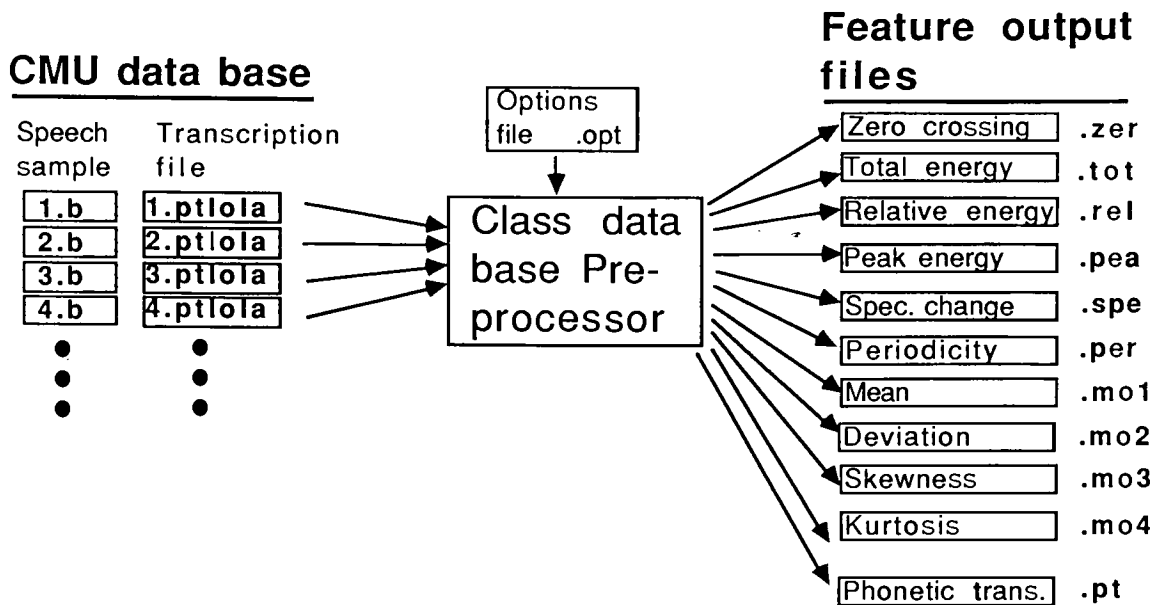 CMU data base
Speech sample
Transcription file
1.b 1.ptlola
2.b 2.ptlola
3.b 3.ptlola
4.b 4.ptlola
Options
file .opt
Class data
base Pre-
processor
Feature output
files
Zero crossing .zer
Total energy .tot
Relative energy .rel
Peak energy .pea
Spec. change .spe
Periodicity .per
Mean .mo1
Deviation .mo2
Skewness .mo3
Kurtosis .mo4
Phonetic trans. .pt